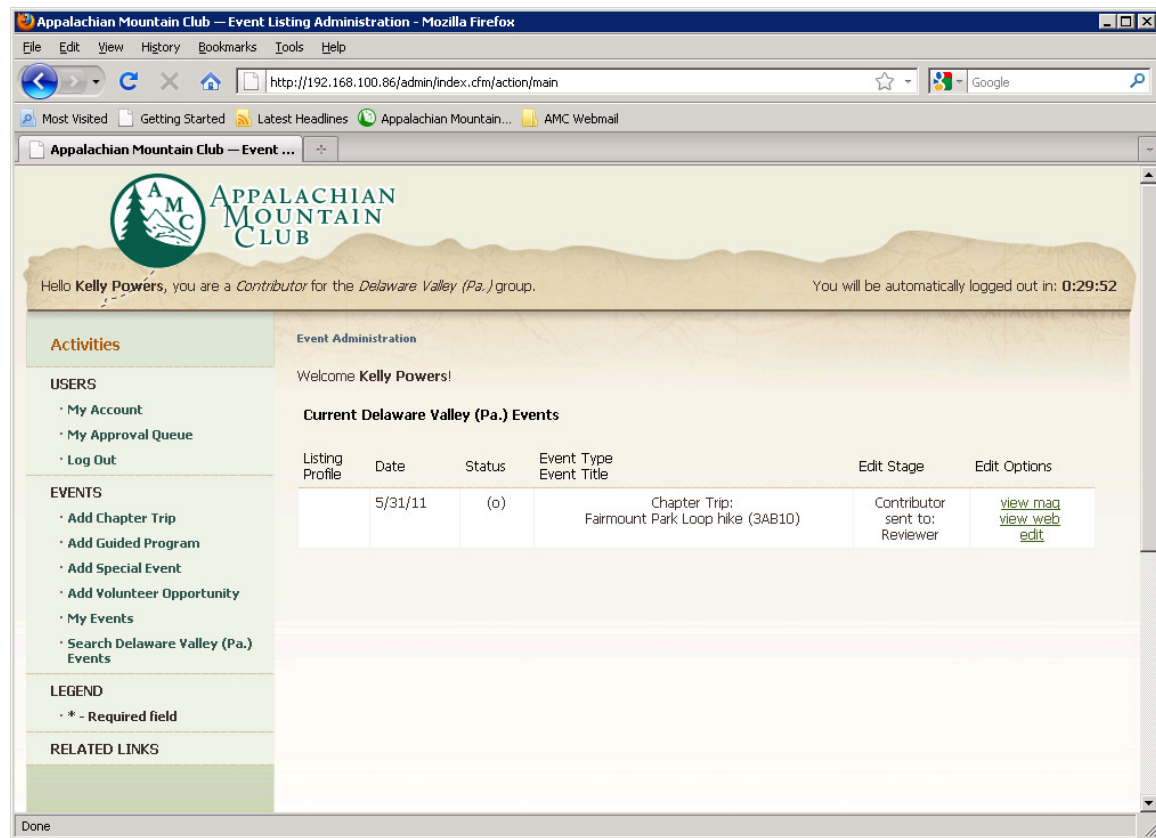 Appalachian Mountain Club — Event Listing Administration - Mozilla Firefox
File Edit View History Bookmarks Tools Help
http://192.168.100.86/admin/index.cfm/action/main
Google
Most Visited Getting Started Latest Headlines Appalachian Mountain... AMC Webmail
Appalachian Mountain Club — Event ...
AMC
APPALACHIAN
MOUNTAIN
CLUB
Hello Kelly Powers, you are a Contributor for the Delaware Valley (Pa.) group. You will be automatically logged out in: 0:29:52
Activities
USERS
· My Account
· My Approval Queue
· Log Out
EVENTS
· Add Chapter Trip
· Add Guided Program
· Add Special Event
· Add Volunteer Opportunity
· My Events
· Search Delaware Valley (Pa.)
Events
LEGEND
· * - Required field
RELATED LINKS
Event Administration
Welcome Kelly Powers!
Current Delaware Valley (Pa.) Events
Listing
Profile
Date
Status
Event Type
Event Title
Edit Stage
Edit Options
5/31/11
(o)
Chapter Trip:
Fairmount Park Loop hike (3AB10)
Contributor
sent to:
Reviewer
view mag
view web
edit
Done